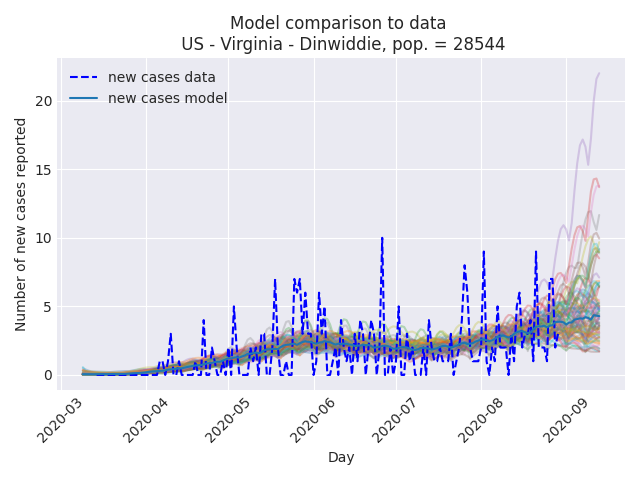 Model comparison to data
US - Virginia - Dinwiddie, pop. = 28544
new cases data
new cases model
Number of new cases reported
20
15
10
5
0
2020-03
2020-04
2020-05
2020-06
2020-07
2020-08
2020-09
Day